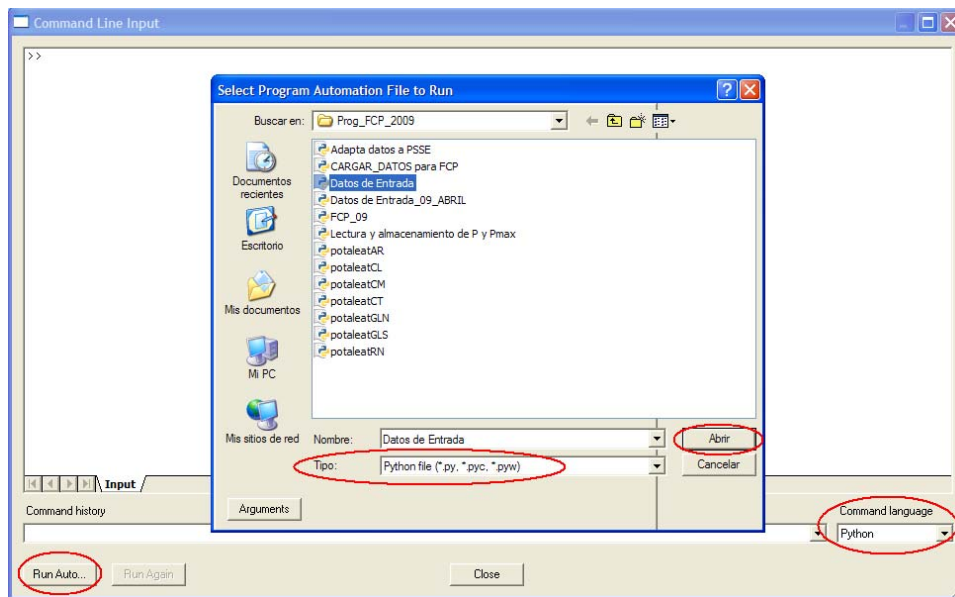 Command Line Input
>>
Select Program Automation File to Run
Buscar en:
Prog_FCP_2009
Documentos recientes
Escritorio
Mis documentos
Mi PC
Mis sitios de red
Adapta datos a PSSE
CARGAR_DATOS para FCP
Datos de Entrada
Datos de Entrada_09_ABRIL
FCP_09
Lectura y almacenamiento de P y Pmax
potaleatAR
potaleatCL
potaleatCM
potaleatCT
potaleatGLN
potaleatGLS
potaleatRN
Nombre:
Datos de Entrada
Abrir
Tipo:
Python file (*.py, *.pyc, *.pyw)
Cancelar
Arguments
Input
Command history
Command language
Python
Run Auto...
Run Again
Close